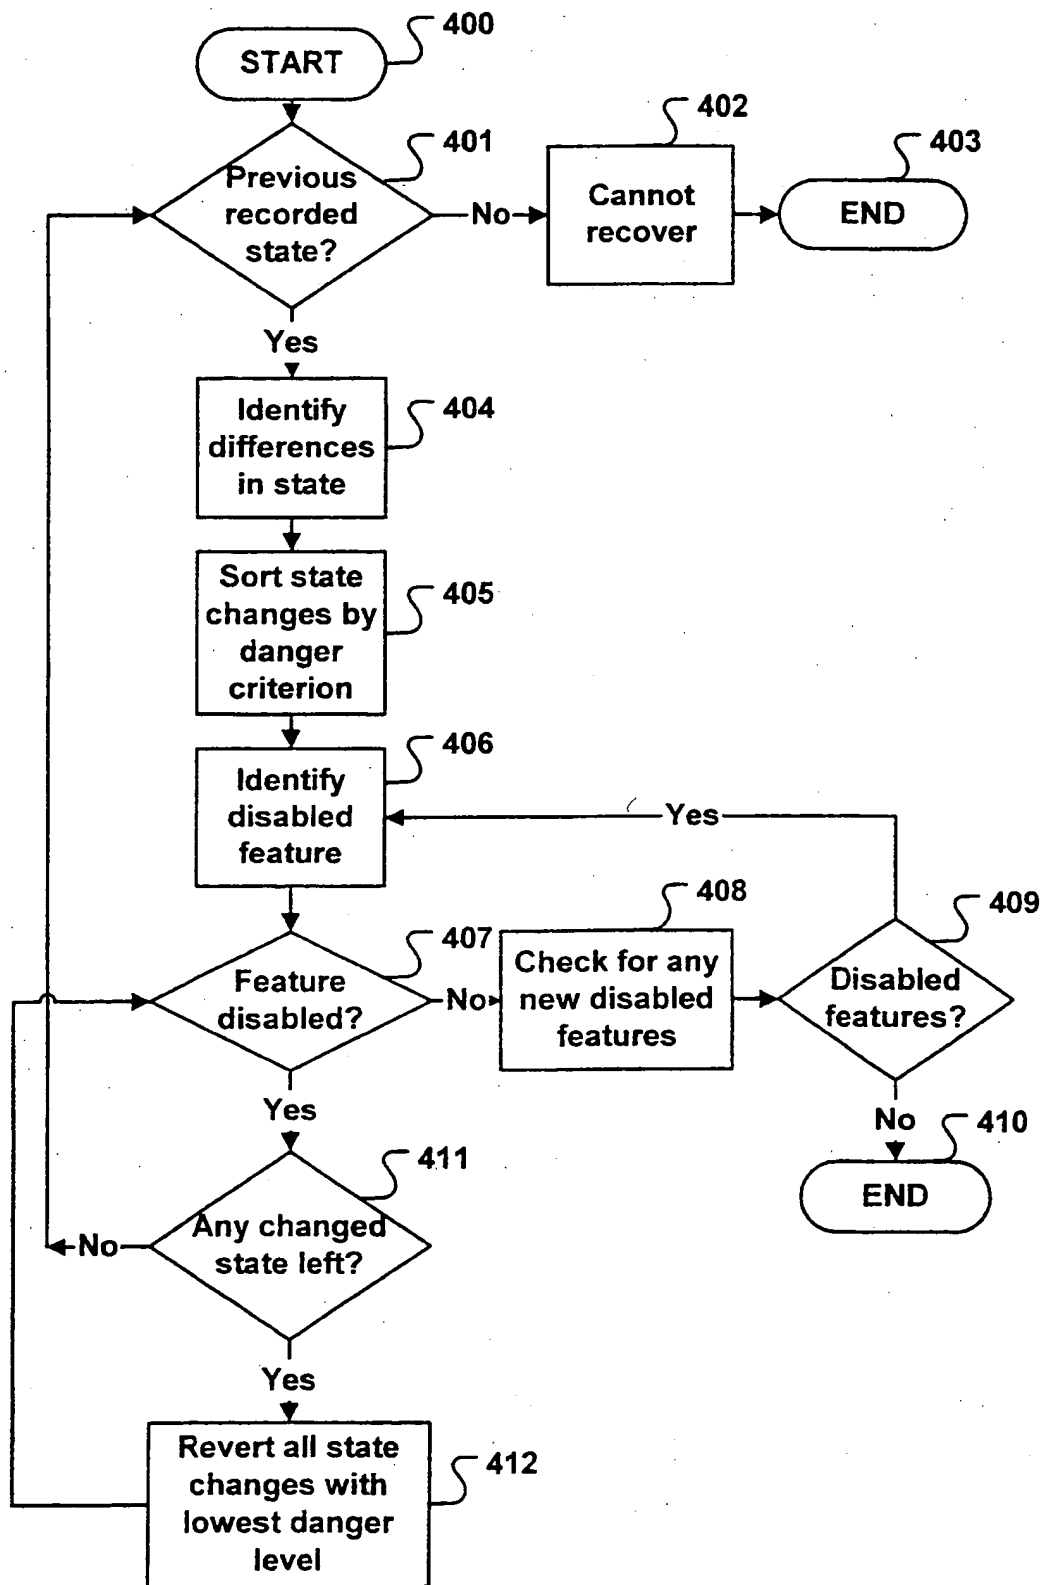 400
START
401
Previous
recorded
state?
No
402
Cannot
recover
403
END
Yes
Identify
differences
in state
404
Sort state
changes by
danger
criterion
405
406
Identify
disabled
feature
Yes
407
Feature
disabled?
No
408
Check for any
new disabled
features
409
Disabled
features?
No
410
END
Yes
411
Any changed
state left?
No
Yes
Revert all state
changes with
lowest danger
level
412